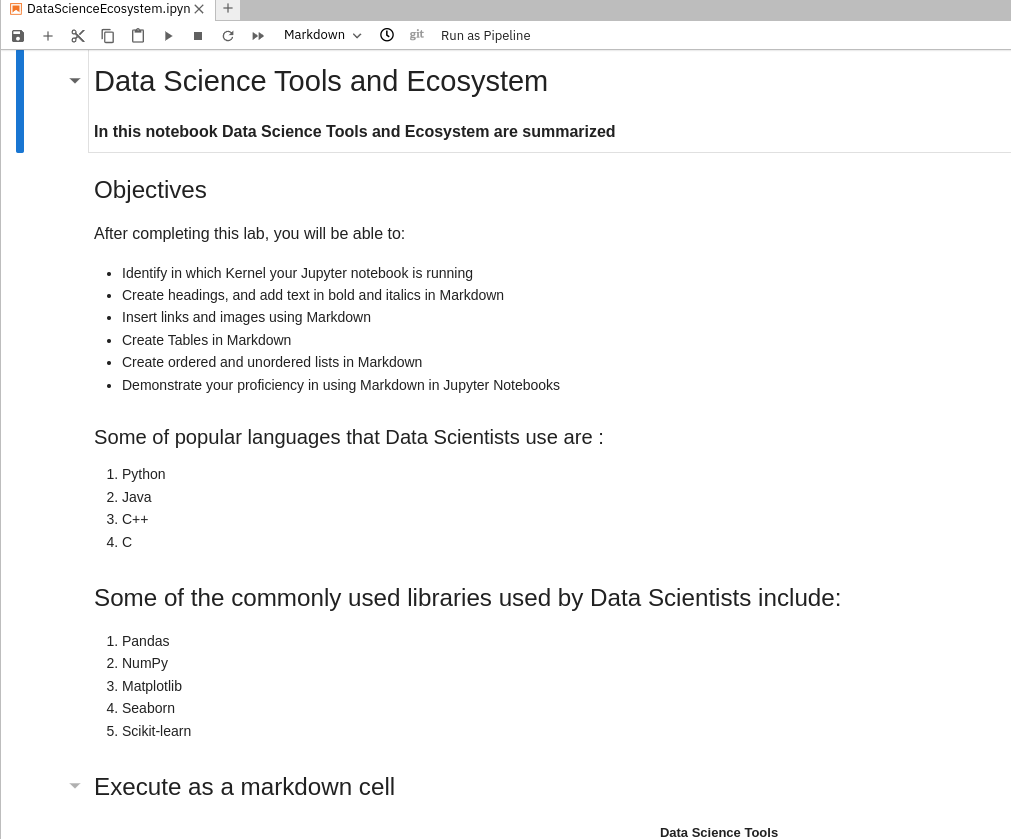 DataScienceEcosystem.ipyn
Markdown
git
Run as Pipeline
Data Science Tools and Ecosystem
In this notebook Data Science Tools and Ecosystem are summarized
Objectives
After completing this lab, you will be able to:
• Identify in which Kernel your Jupyter notebook is running
• Create headings, and add text in bold and italics in Markdown
• Insert links and images using Markdown
• Create Tables in Markdown
• Create ordered and unordered lists in Markdown
• Demonstrate your proficiency in using Markdown in Jupyter Notebooks
Some of popular languages that Data Scientists use are :
1. Python
2. Java
3. C++
4. C
Some of the commonly used libraries used by Data Scientists include:
1. Pandas
2. NumPy
3. Matplotlib
4. Seaborn
5. Scikit-learn
Execute as a markdown cell
Data Science Tools